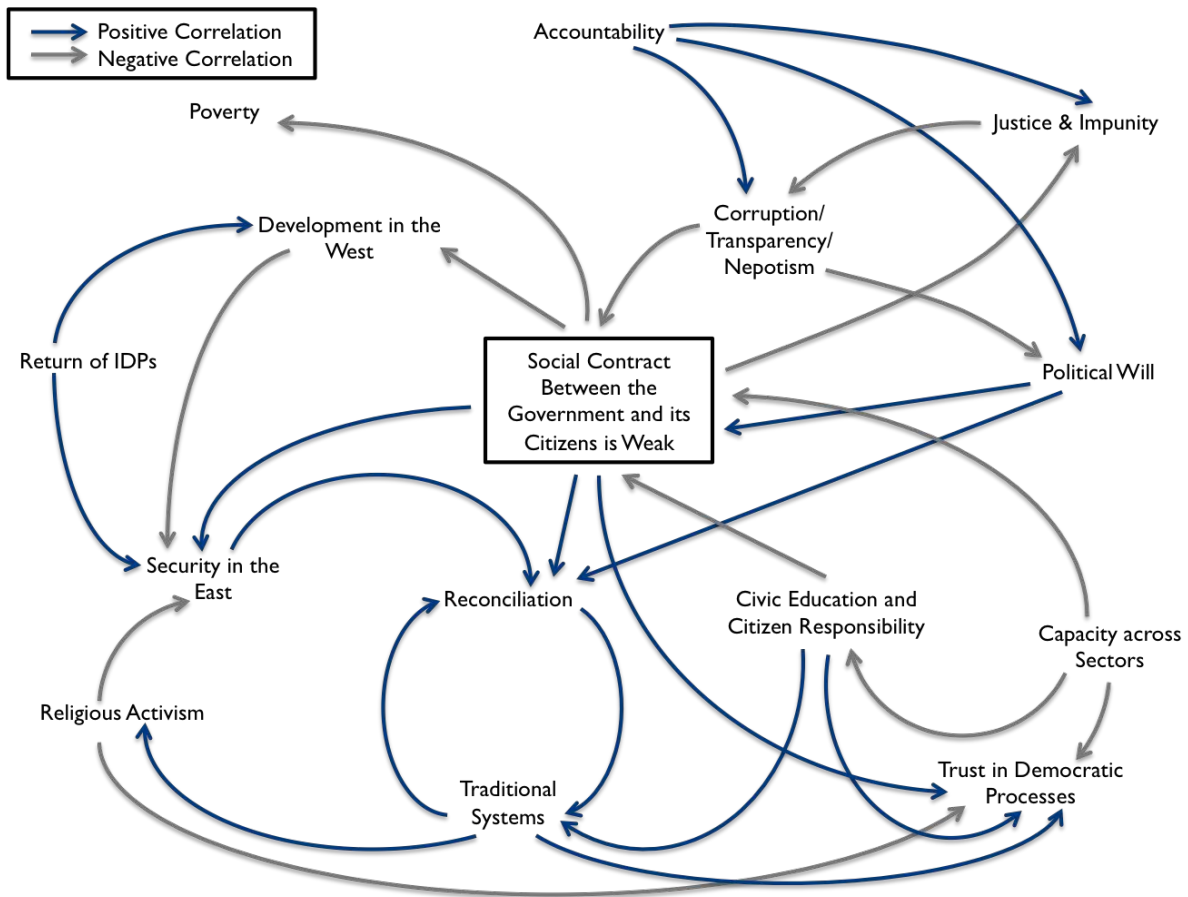 Positive Correlation
Negative Correlation
Accountability
Poverty
Justice & Impunity
Development in the
West
Corruption/
Transparency/
Nepotism
Return of IDPs
Social Contract
Between the
Government and its
Citizens is Weak
Political Will
Security in the
East
Reconciliation
Civic Education and
Citizen Responsibility
Capacity across
Sectors
Religious Activism
Traditional
Systems
Trust in Democratic
Processes